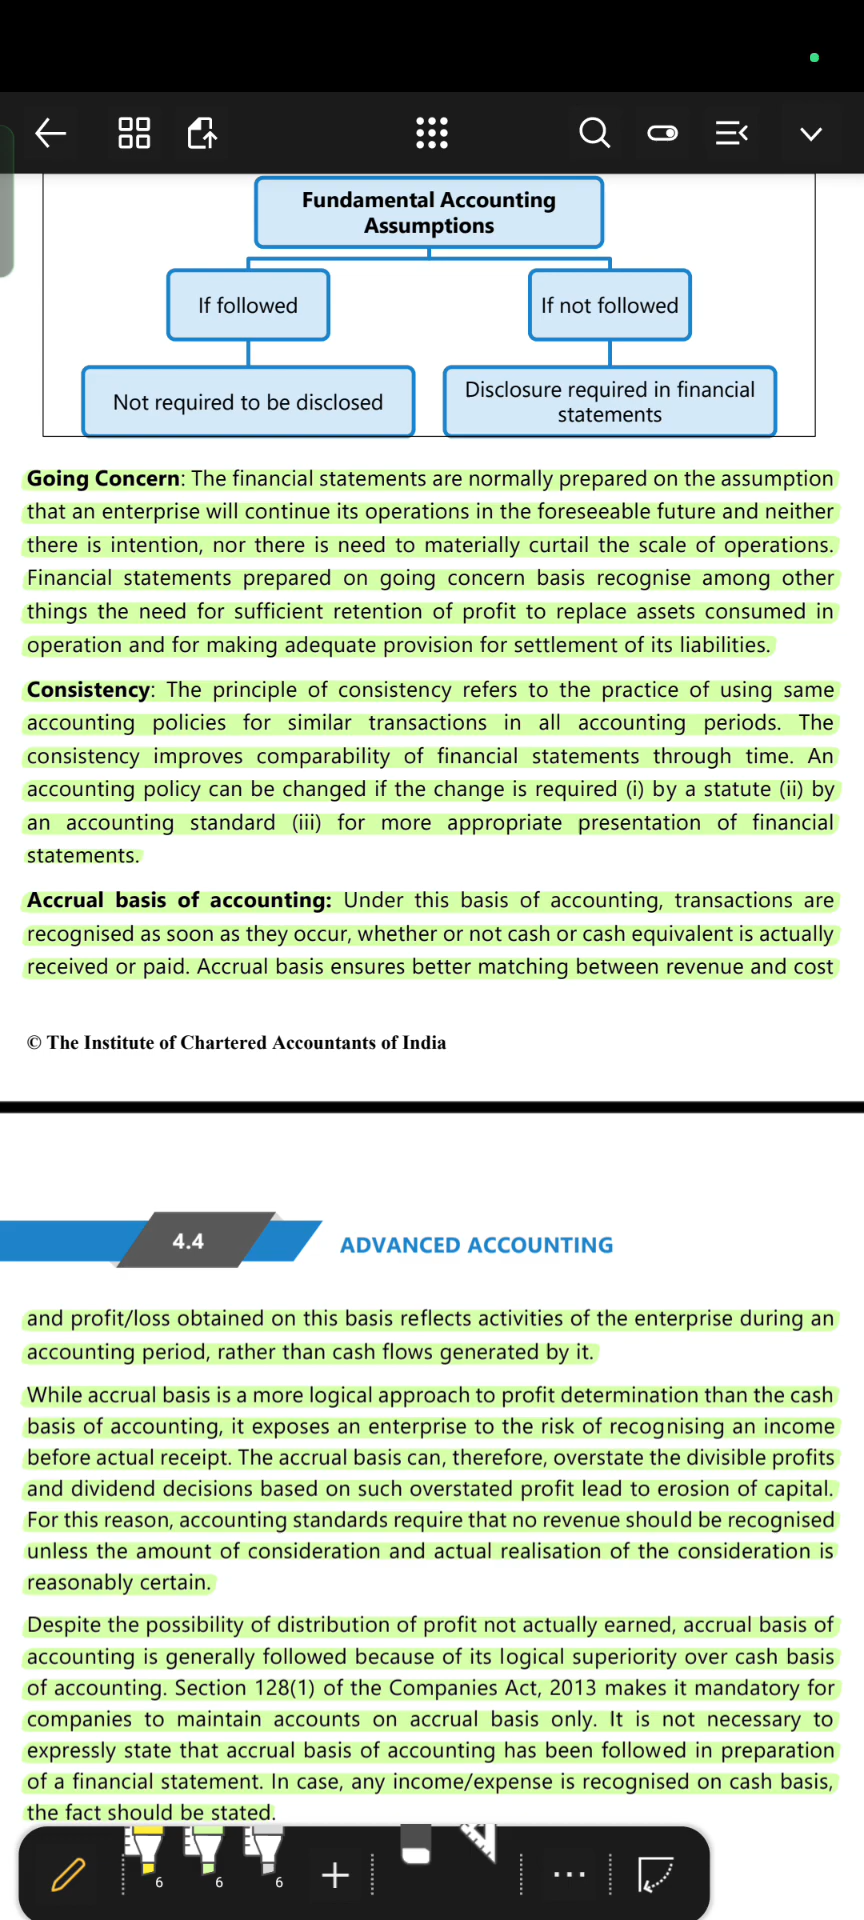 Fundamental Accounting
Assumptions
If followed
If not followed
Not required to be disclosed
Disclosure required in financial
statements
Going Concern: The financial statements are normally prepared on the assumption
that an enterprise will continue its operations in the foreseeable future and neither
there is intention, nor there is need to materially curtail the scale of operations.
Financial statements prepared on going concern basis recognise among other
things the need for sufficient retention of profit to replace assets consumed in
operation and for making adequate provision for settlement of its liabilities.
Consistency: The principle of consistency refers to the practice of using same
accounting policies for similar transactions in all accounting periods. The
consistency improves comparability of financial statements through time. An
accounting policy can be changed if the change is required (i) by a statute (ii) by
an accounting standard (iii) for more appropriate presentation of financial
statements.
Accrual basis of accounting: Under this basis of accounting, transactions are
recognised as soon as they occur, whether or not cash or cash equivalent is actually
received or paid. Accrual basis ensures better matching between revenue and cost
© The Institute of Chartered Accountants of India
4.4
ADVANCED ACCOUNTING
and profit/loss obtained on this basis reflects activities of the enterprise during an
accounting period, rather than cash flows generated by it.
While accrual basis is a more logical approach to profit determination than the cash
basis of accounting, it exposes an enterprise to the risk of recognising an income
before actual receipt. The accrual basis can, therefore, overstate the divisible profits
and dividend decisions based on such overstated profit lead to erosion of capital.
For this reason, accounting standards require that no revenue should be recognised
unless the amount of consideration and actual realisation of the consideration is
reasonably certain.
Despite the possibility of distribution of profit not actually earned, accrual basis of
accounting is generally followed because of its logical superiority over cash basis
of accounting. Section 128(1) of the Companies Act, 2013 makes it mandatory for
companies to maintain accounts on accrual basis only. It is not necessary to
expressly state that accrual basis of accounting has been followed in preparation
of a financial statement. In case, any income/expense is recognised on cash basis,
the fact should be stated.
6 6 6